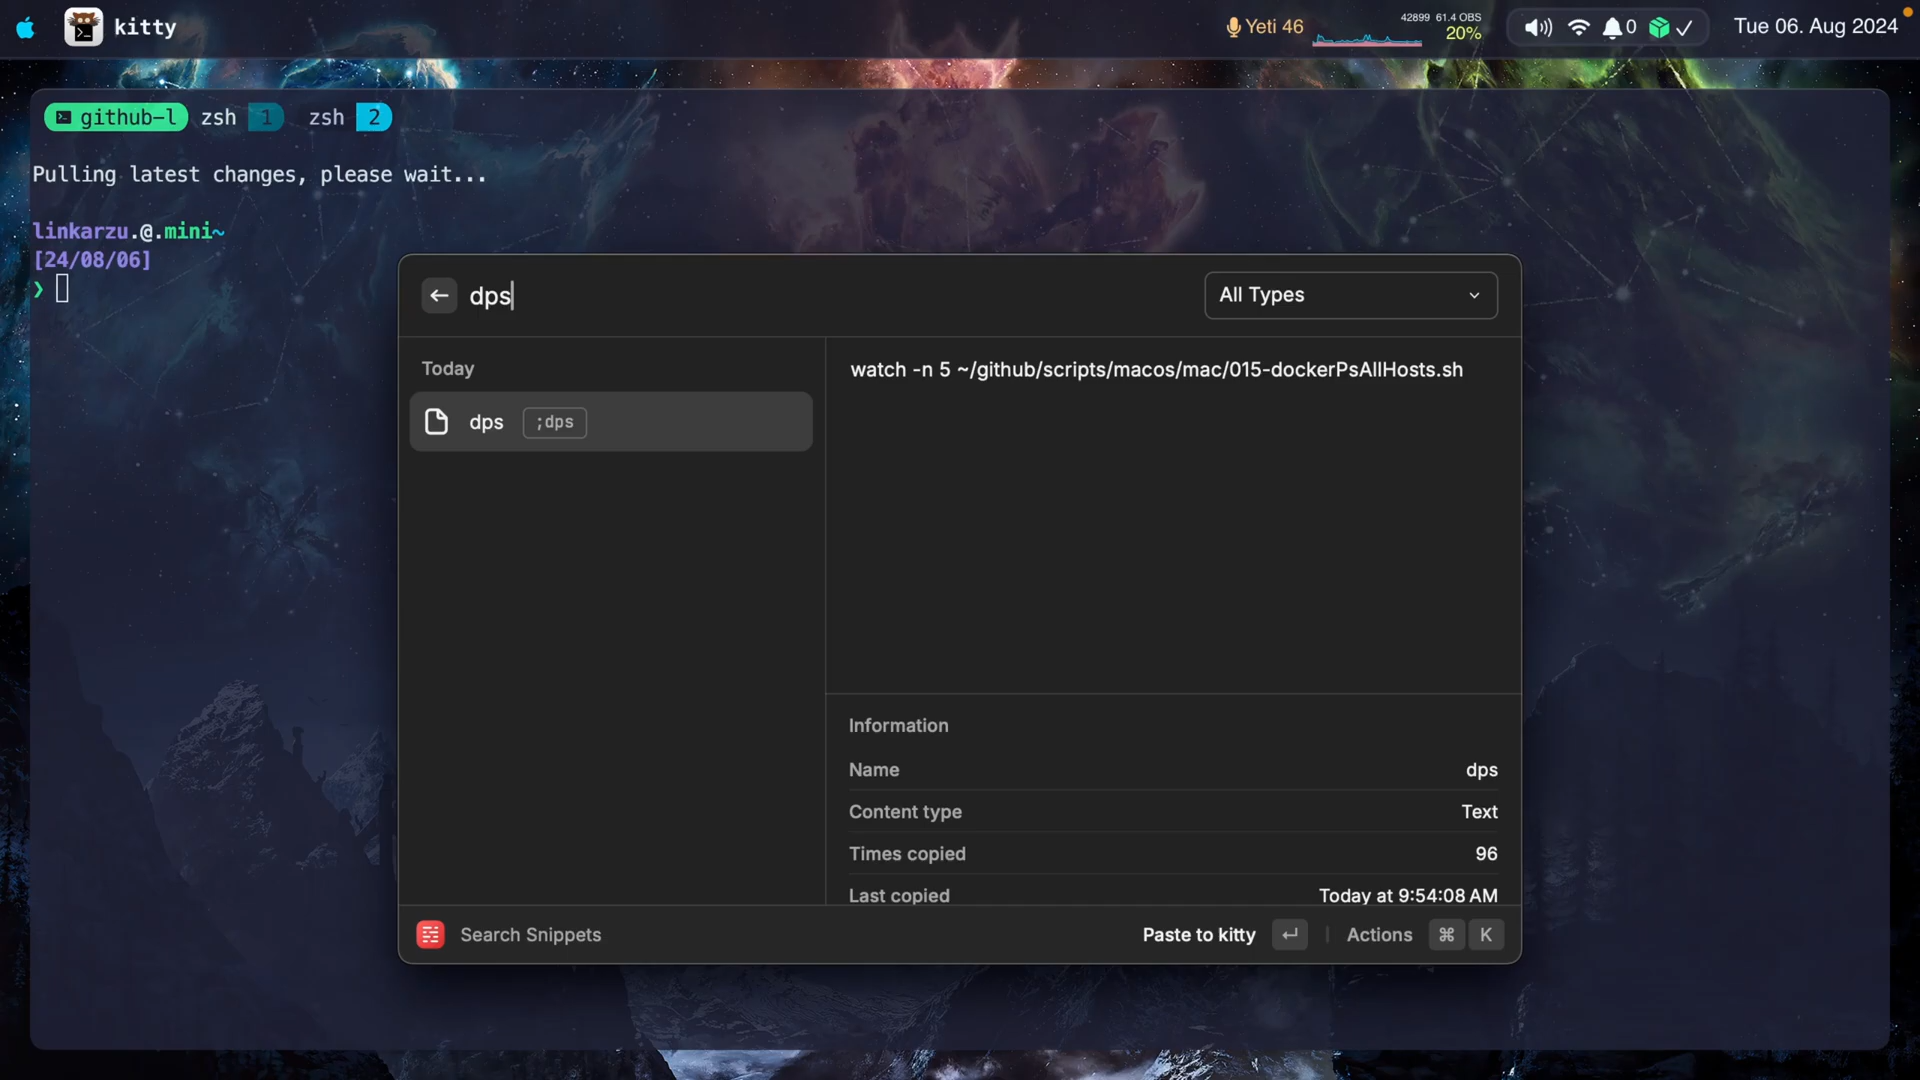 kitty
Yeti 46
42899 61.4 OBS
20%
0
Tue 06. Aug 2024
github-l zsh 1 zsh 2
Pulling latest changes, please wait...
linkarzu.@.mini~
[24/08/06]
❯
dps
All Types
Today
dps ;dps
watch -n 5 ~/github/scripts/macos/mac/015-dockerPsAllHosts.sh
Information
Name dps
Content type Text
Times copied 96
Last copied Today at 9:54:08 AM
Search Snippets
Paste to kitty ↵ Actions ⌘ K